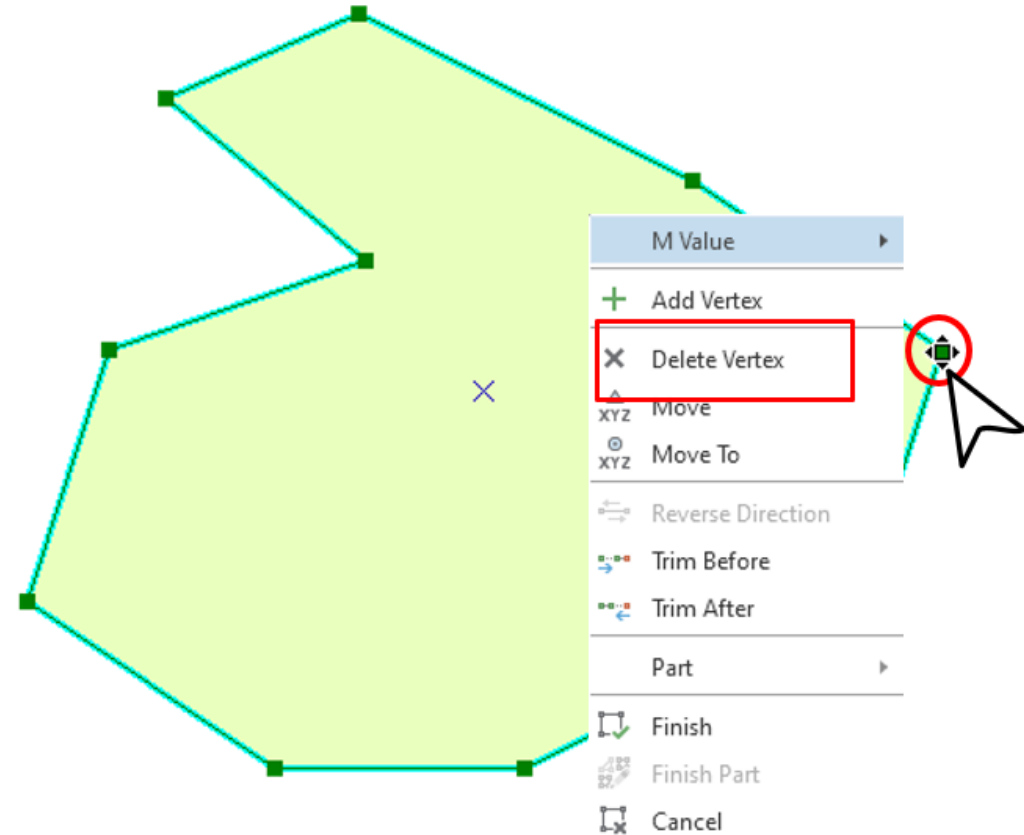 M Value
Add Vertex
Delete Vertex
XYZ Move
XYZ Move To
Reverse Direction
Trim Before
Trim After
Part
Finish
Finish Part
Cancel